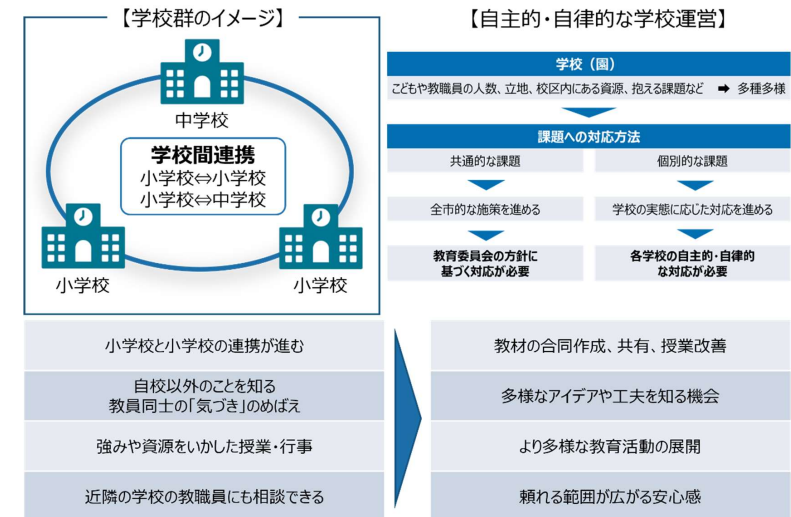 【学校群のイメージ】
中学校
学校間連携
小学校⇔小学校
小学校⇔中学校
小学校
小学校
【自主的・自律的な学校運営】
学校（園）
こどもや教職員の人数、立地、校区内にある資源、抱える課題など ➡ 多種多様
課題への対応方法
共通的な課題
個別的な課題
全市的な施策を進める
学校の実態に応じた対応を進める
教育委員会の方針に
基づく対応が必要
各学校の自主的・自律的
な対応が必要
小学校と小学校の連携が進む
教材の合同作成、共有、授業改善
自校以外のことを知る
教員同士の「気づき」のめばえ
多様なアイデアや工夫を知る機会
強みや資源をいかした授業・行事
より多様な教育活動の展開
近隣の学校の教職員にも相談できる
頼れる範囲が広がる安心感